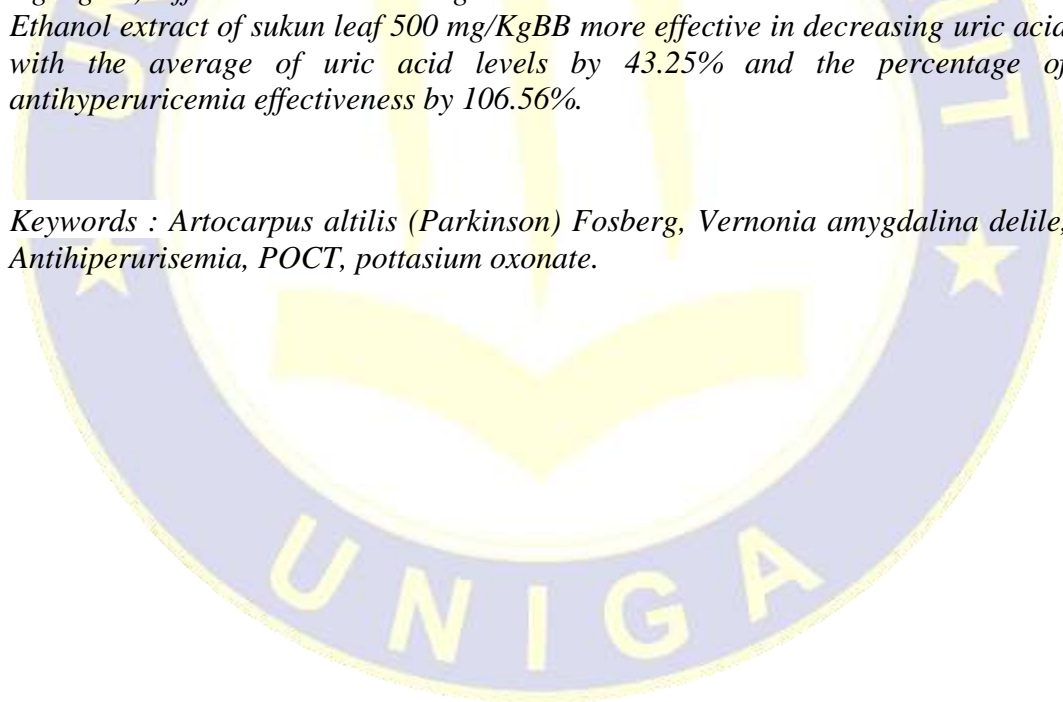 Ethanol extract of sukun leaf 500 mg/KgBB more effective in decreasing uric acid
with the average of uric acid levels by 43.25% and the percentage of
antihyperuricemia effectiveness by 106.56%.
Keywords : Artocarpus altilis (Parkinson) Fosberg, Vernonia amygdalina delile,
Antihiperurisemia, POCT, pottasium oxonate.
UNIGA